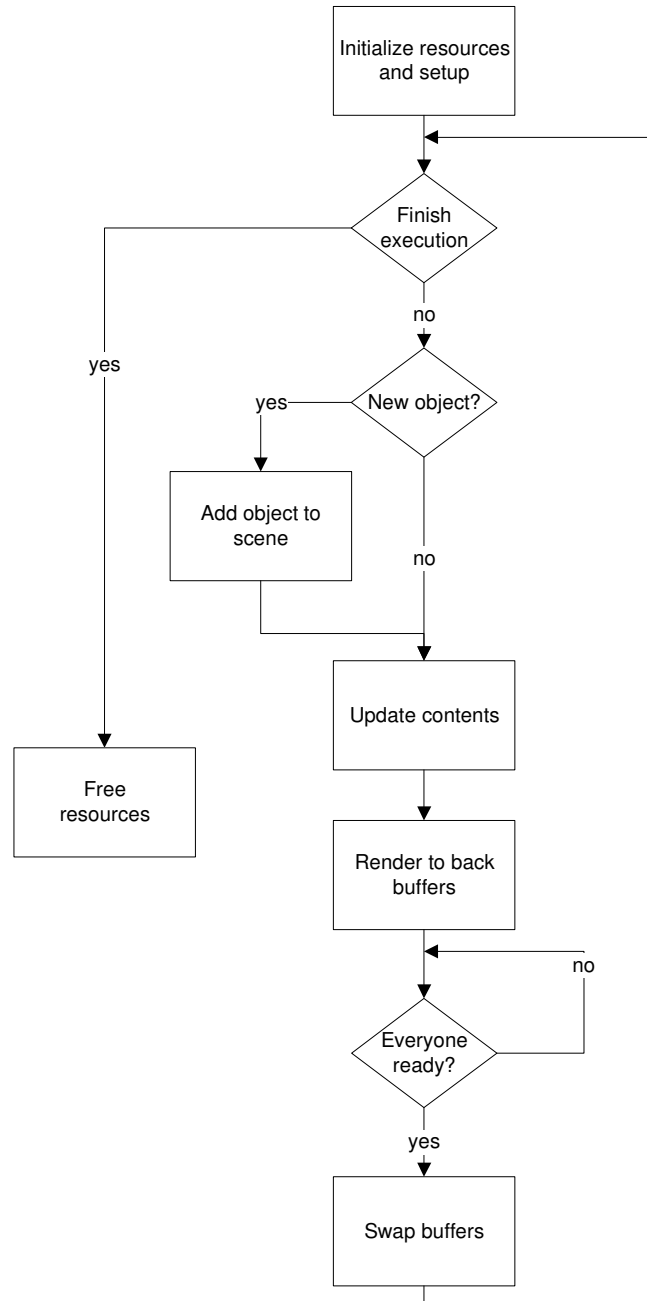 Initialize resources
and setup
Finish
execution
no
yes
New object?
yes
Add object to
scene
no
Update contents
Free
resources
Render to back
buffers
no
Everyone
ready?
yes
Swap buffers